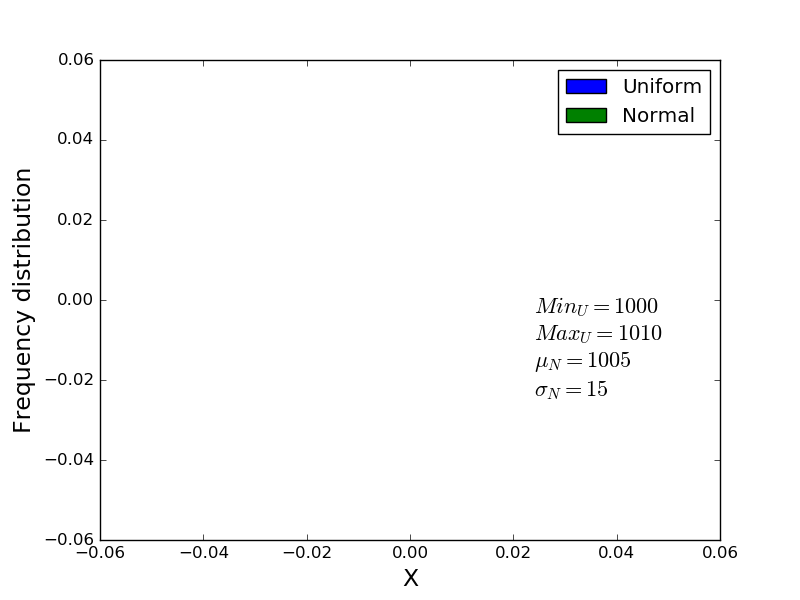 Uniform
Normal
0.06
0.04
0.02
0.00
−0.02
−0.04
−0.06
Frequency distribution
Min_U = 1000
Max_U = 1010
μ_N = 1005
σ_N = 15
−0.06 −0.04 −0.02 0.00 0.02 0.04 0.06
X